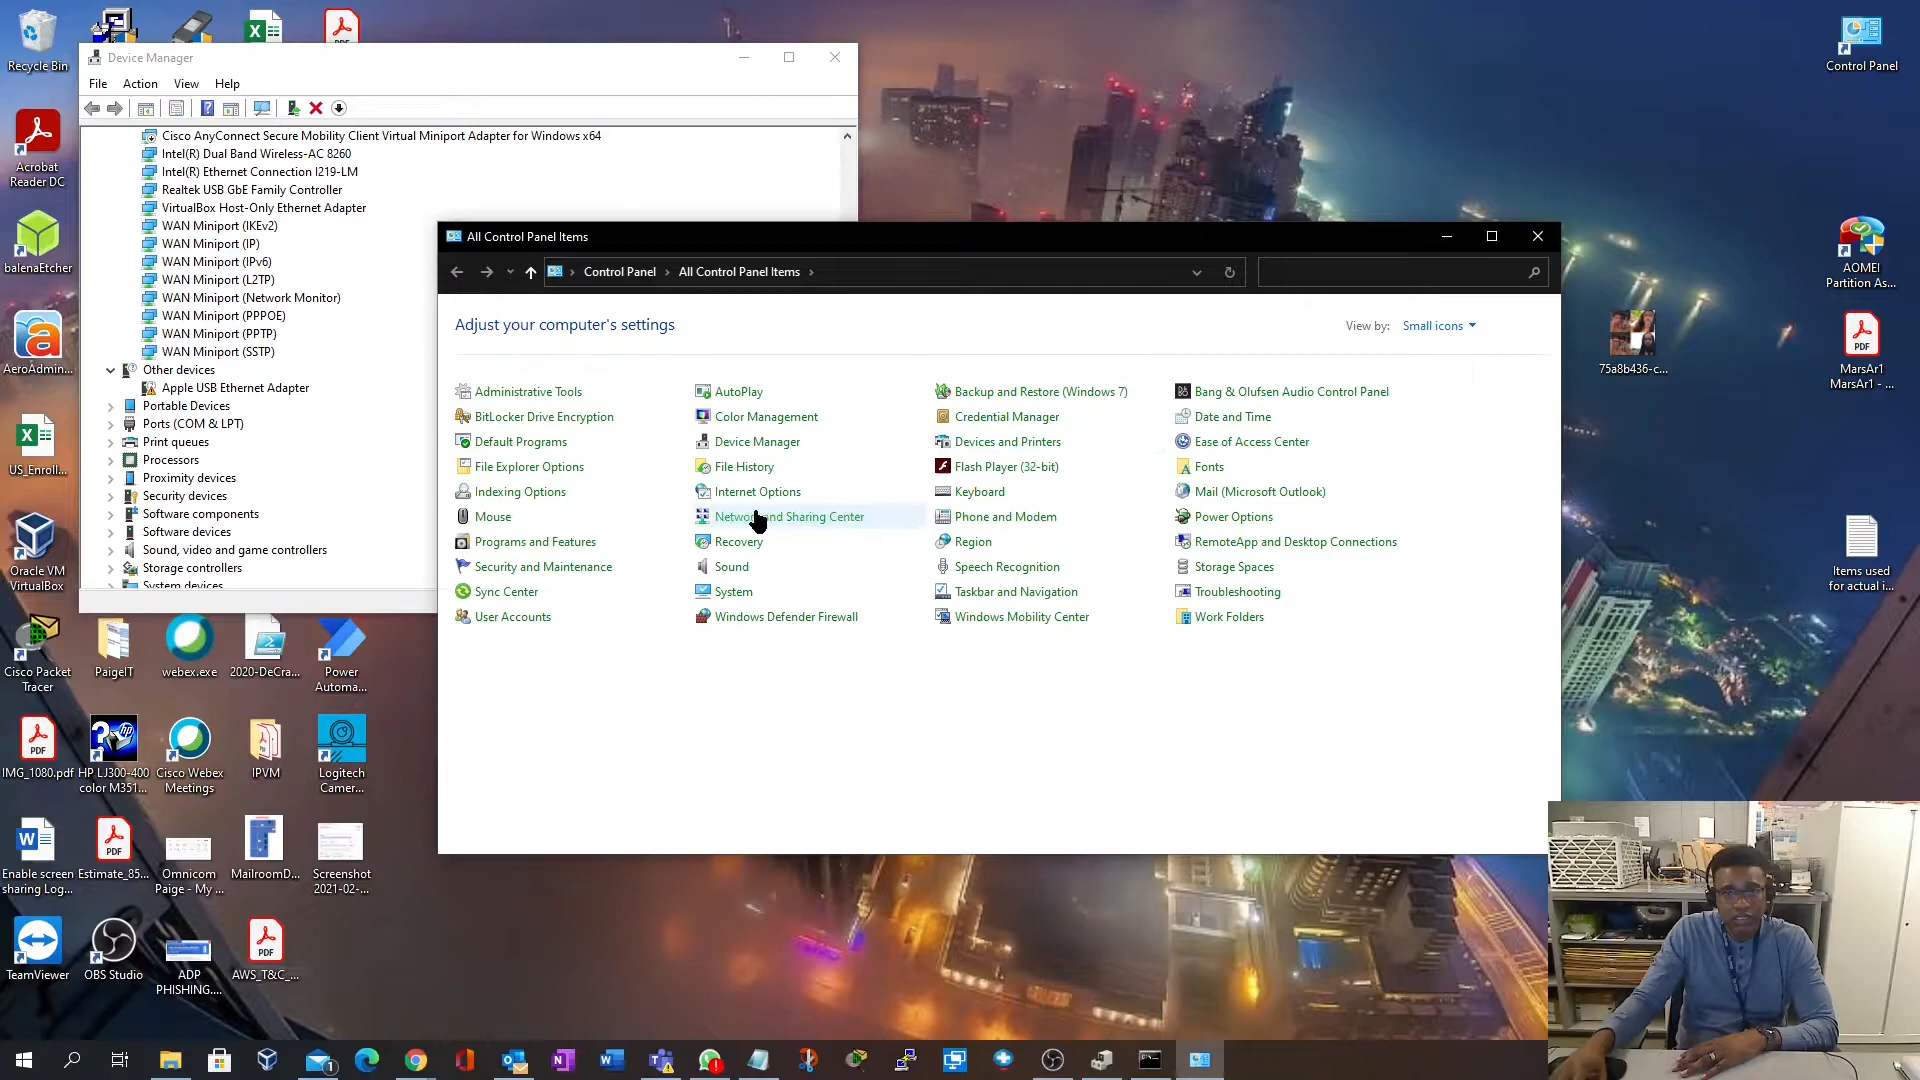 Recycle Bin
Acrobat
Reader DC
balenaEtcher
AeroAdmin...
US_Enroll...
Oracle VM
VirtualBox
Device Manager
File
Action
View
Help
Cisco AnyConnect Secure Mobility Client Virtual Miniport Adapter for Windows x64
Intel(R) Dual Band Wireless-AC 8260
Intel(R) Ethernet Connection I219-LM
Realtek USB GbE Family Controller
VirtualBox Host-Only Ethernet Adapter
WAN Miniport (IKEv2)
WAN Miniport (IP)
WAN Miniport (IPv6)
WAN Miniport (L2TP)
WAN Miniport (Network Monitor)
WAN Miniport (PPPOE)
WAN Miniport (PPTP)
WAN Miniport (SSTP)
Other devices
Apple USB Ethernet Adapter
Portable Devices
Ports (COM & LPT)
Print queues
Processors
Proximity devices
Security devices
Software components
Software devices
Sound, video and game controllers
Storage controllers
System devices
All Control Panel Items
Control Panel > All Control Panel Items >
Adjust your computer's settings
View by: Small icons
Administrative Tools
AutoPlay
Backup and Restore (Windows 7)
Bang & Olufsen Audio Control Panel
BitLocker Drive Encryption
Color Management
Credential Manager
Date and Time
Default Programs
Device Manager
Devices and Printers
Ease of Access Center
File Explorer Options
File History
Flash Player (32-bit)
Fonts
Indexing Options
Internet Options
Keyboard
Mail (Microsoft Outlook)
Mouse
Network and Sharing Center
Phone and Modem
Power Options
Programs and Features
Recovery
Region
RemoteApp and Desktop Connections
Security and Maintenance
Sound
Speech Recognition
Storage Spaces
Sync Center
System
Taskbar and Navigation
Troubleshooting
User Accounts
Windows Defender Firewall
Windows Mobility Center
Work Folders
Control Panel
AOMEI
Partition As...
75a8b436-c...
PDF
MarsAr1
MarsAr1 - ...
Items used
for actual i...
Cisco Packet
Tracer
PaigeIT
webex.exe
2020-DeCra...
Power
Automa...
PDF
IMG_1080.pdf
HP LJ300-400
color M351...
Cisco Webex
Meetings
IPVM
Logitech
Camer...
Enable screen
sharing Log...
PDF
Estimate_85...
Omnicom
Paige - My ...
MailroomD...
Screenshot
2021-02-...
TeamViewer
OBS Studio
ADP
PHISHING....
PDF
AWS_T&C_...